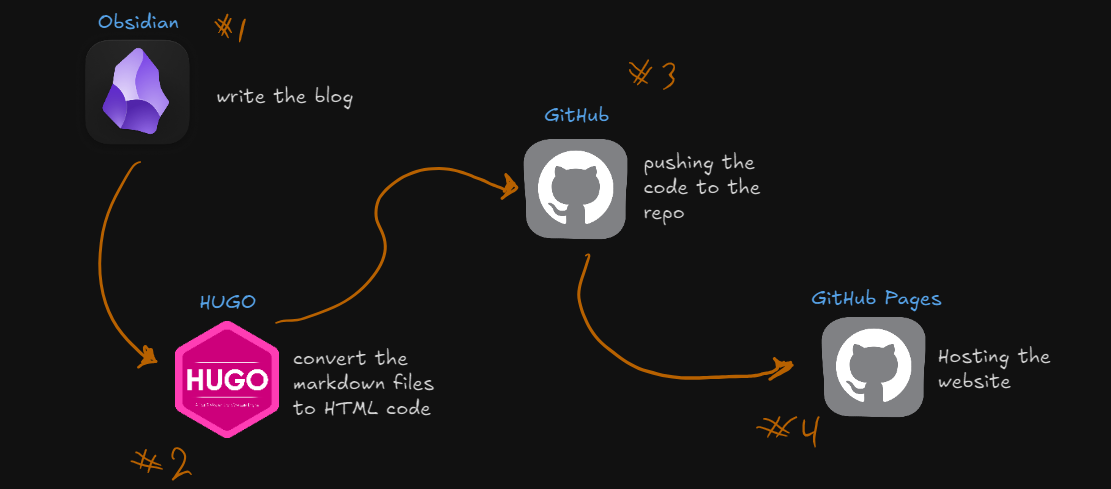 Obsidian
#1
write the blog
#3
GitHub
pushing the
code to the
repo
HUGO
HUGO
convert the
markdown files
to HTML code
#2
GitHub Pages
Hosting the
website
#4